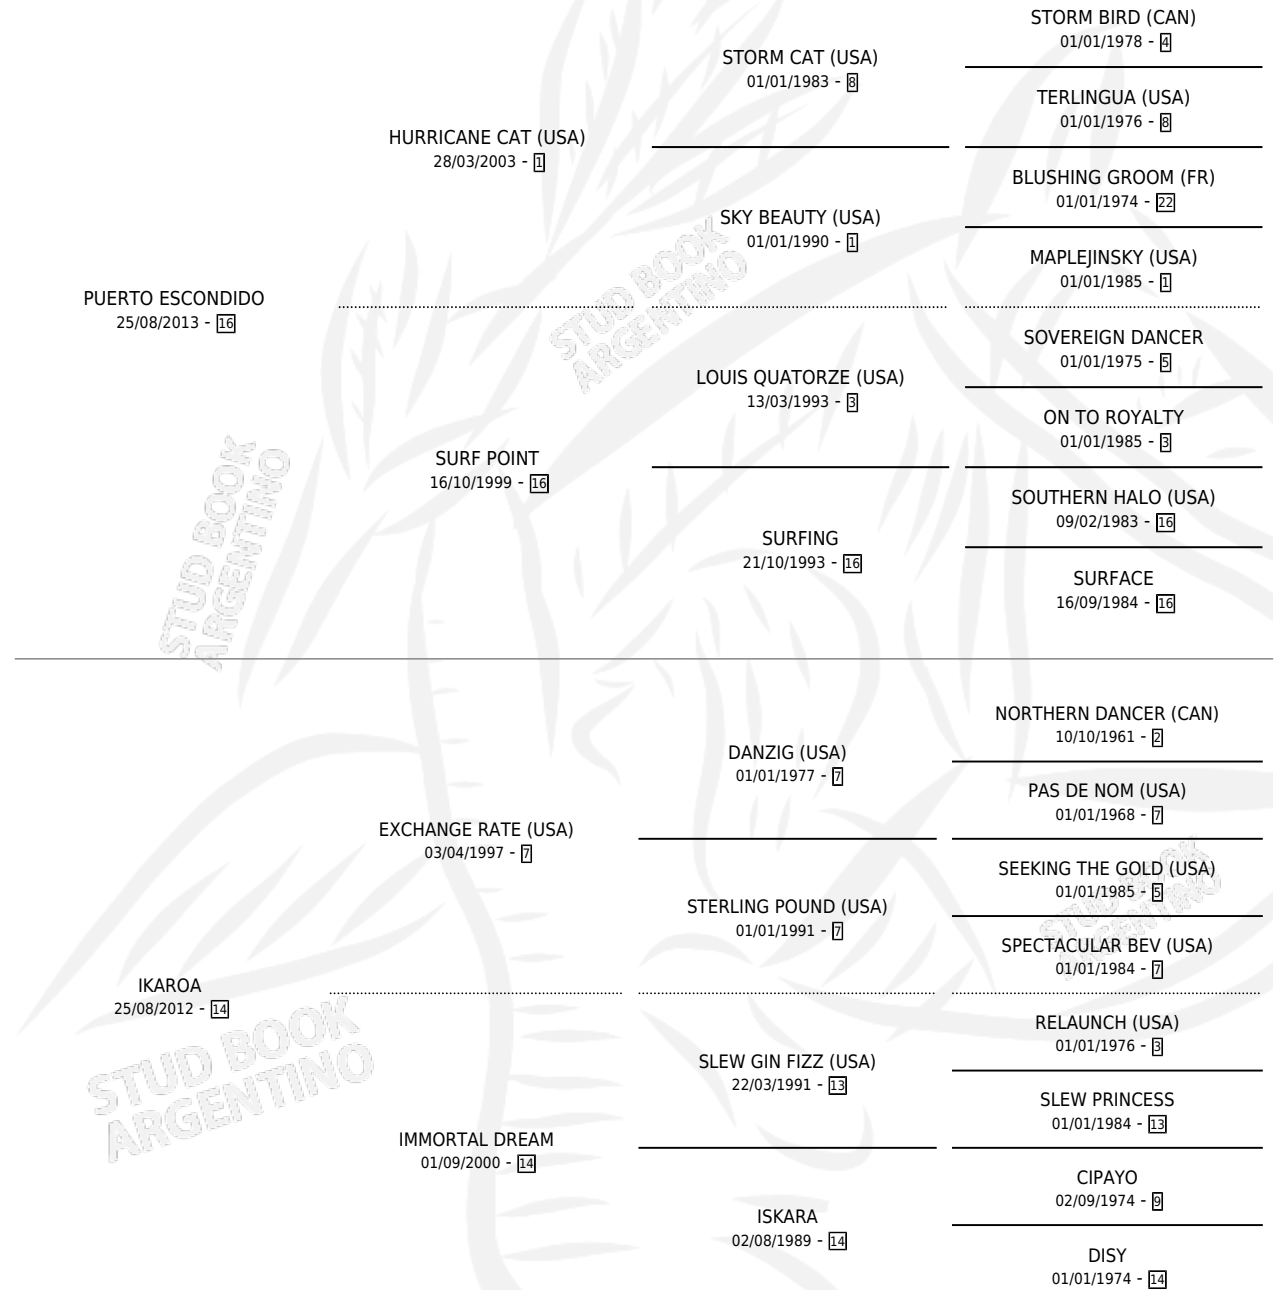 STORM BIRD (CAN)
01/01/1978 - 4
STORM CAT (USA)
01/01/1983 - 8
TERLINGUA (USA)
01/01/1976 - 8
HURRICANE CAT (USA)
28/03/2003 - 1
BLUSHING GROOM (FR)
01/01/1974 - 22
SKY BEAUTY (USA)
01/01/1990 - 1
MAPLEJINSKY (USA)
01/01/1985 - 1
PUERTO ESCONDIDO
25/08/2013 - 16
SOVEREIGN DANCER
01/01/1975 - 5
LOUIS QUATORZE (USA)
13/03/1993 - 3
ON TO ROYALTY
01/01/1985 - 3
SURF POINT
16/10/1999 - 16
SOUTHERN HALO (USA)
09/02/1983 - 16
SURFING
21/10/1993 - 16
SURFACE
16/09/1984 - 16
STUD BOOK
ARGENTINO
STUD BOOK
ARGENTINO
NORTHERN DANCER (CAN)
10/10/1961 - 2
DANZIG (USA)
01/01/1977 - 7
PAS DE NOM (USA)
01/01/1968 - 7
EXCHANGE RATE (USA)
03/04/1997 - 7
SEEKING THE GOLD (USA)
01/01/1985 - 5
STERLING POUND (USA)
01/01/1991 - 7
SPECTACULAR BEV (USA)
01/01/1984 - 7
IKAROA
25/08/2012 - 14
RELAUNCH (USA)
01/01/1976 - 3
SLEW GIN FIZZ (USA)
22/03/1991 - 13
SLEW PRINCESS
01/01/1984 - 13
IMMORTAL DREAM
01/09/2000 - 14
CIPAYO
02/09/1974 - 9
ISKARA
02/08/1989 - 14
DISY
01/01/1974 - 14
STUD BOOK
ARGENTINO
STUD BOOK
ARGENTINO